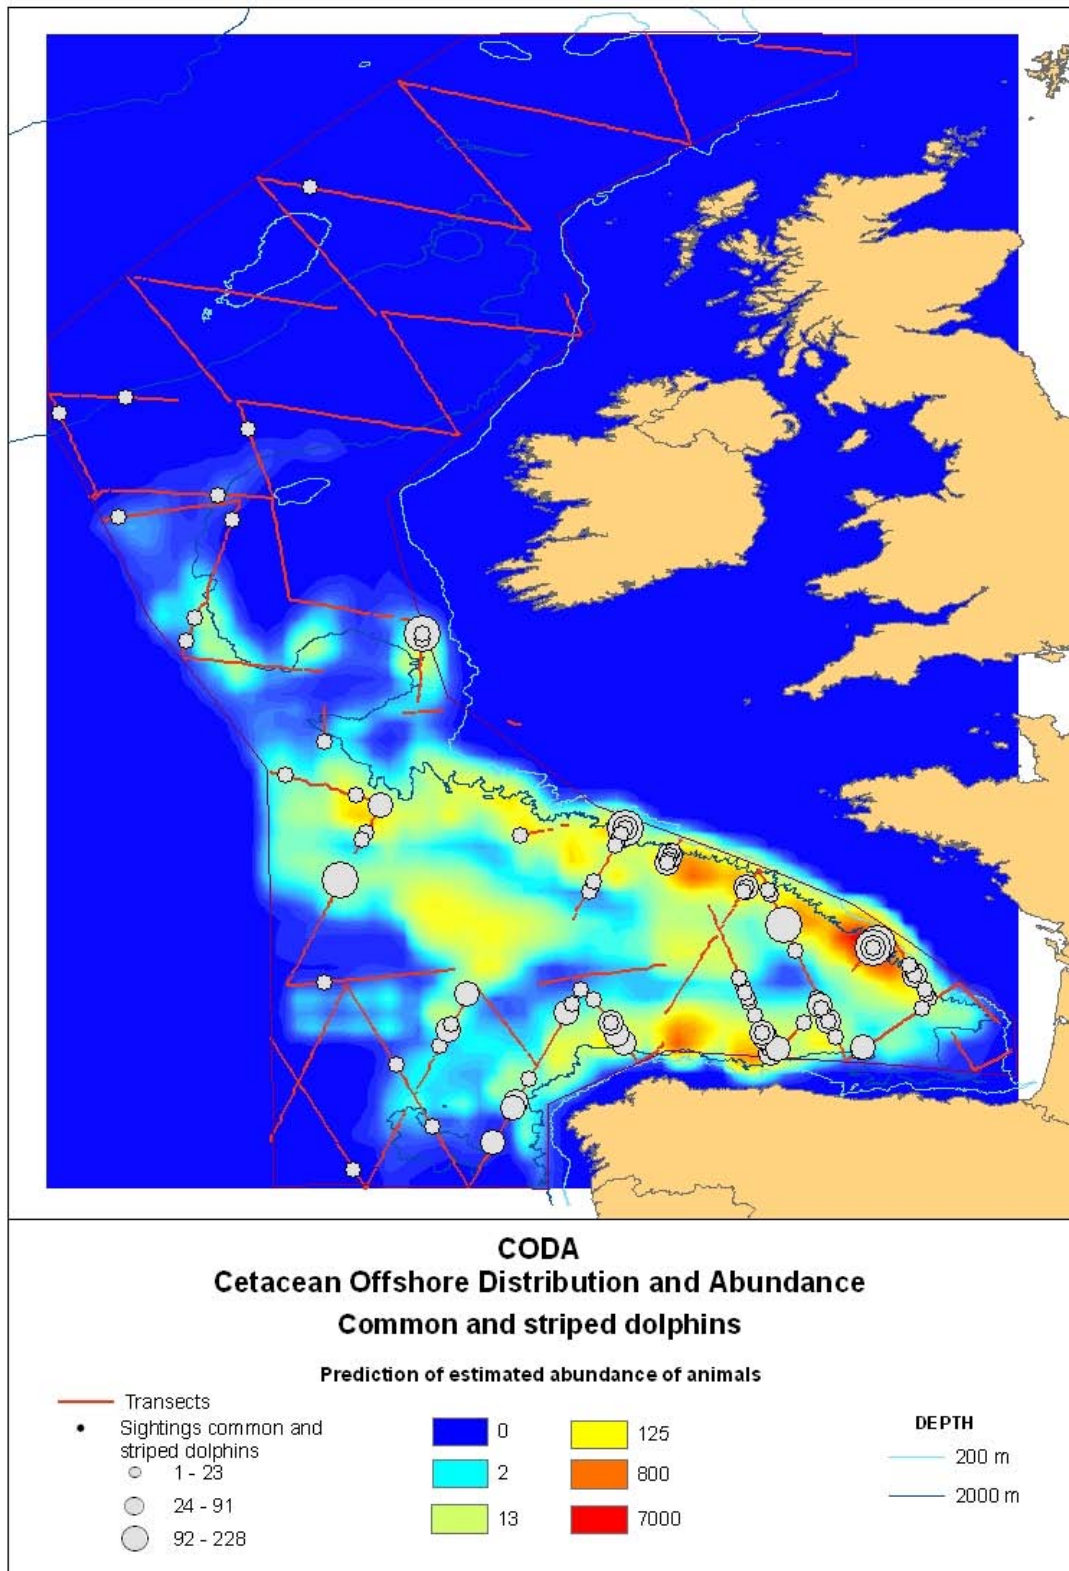 CODA
Cetacean Offshore Distribution and Abundance
Common and striped dolphins
Prediction of estimated abundance of animals
Transects
Sightings common and
striped dolphins
1 - 23
24 - 91
92 - 228
0
2
13
125
800
7000
DEPTH
200 m
2000 m